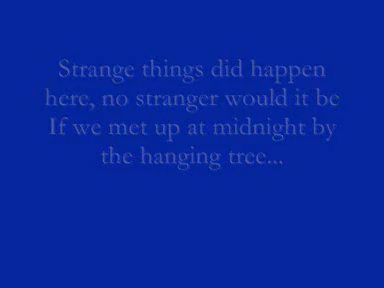 Strange things did happen
here, no stranger would it be
If we met up at midnight by
the hanging tree...